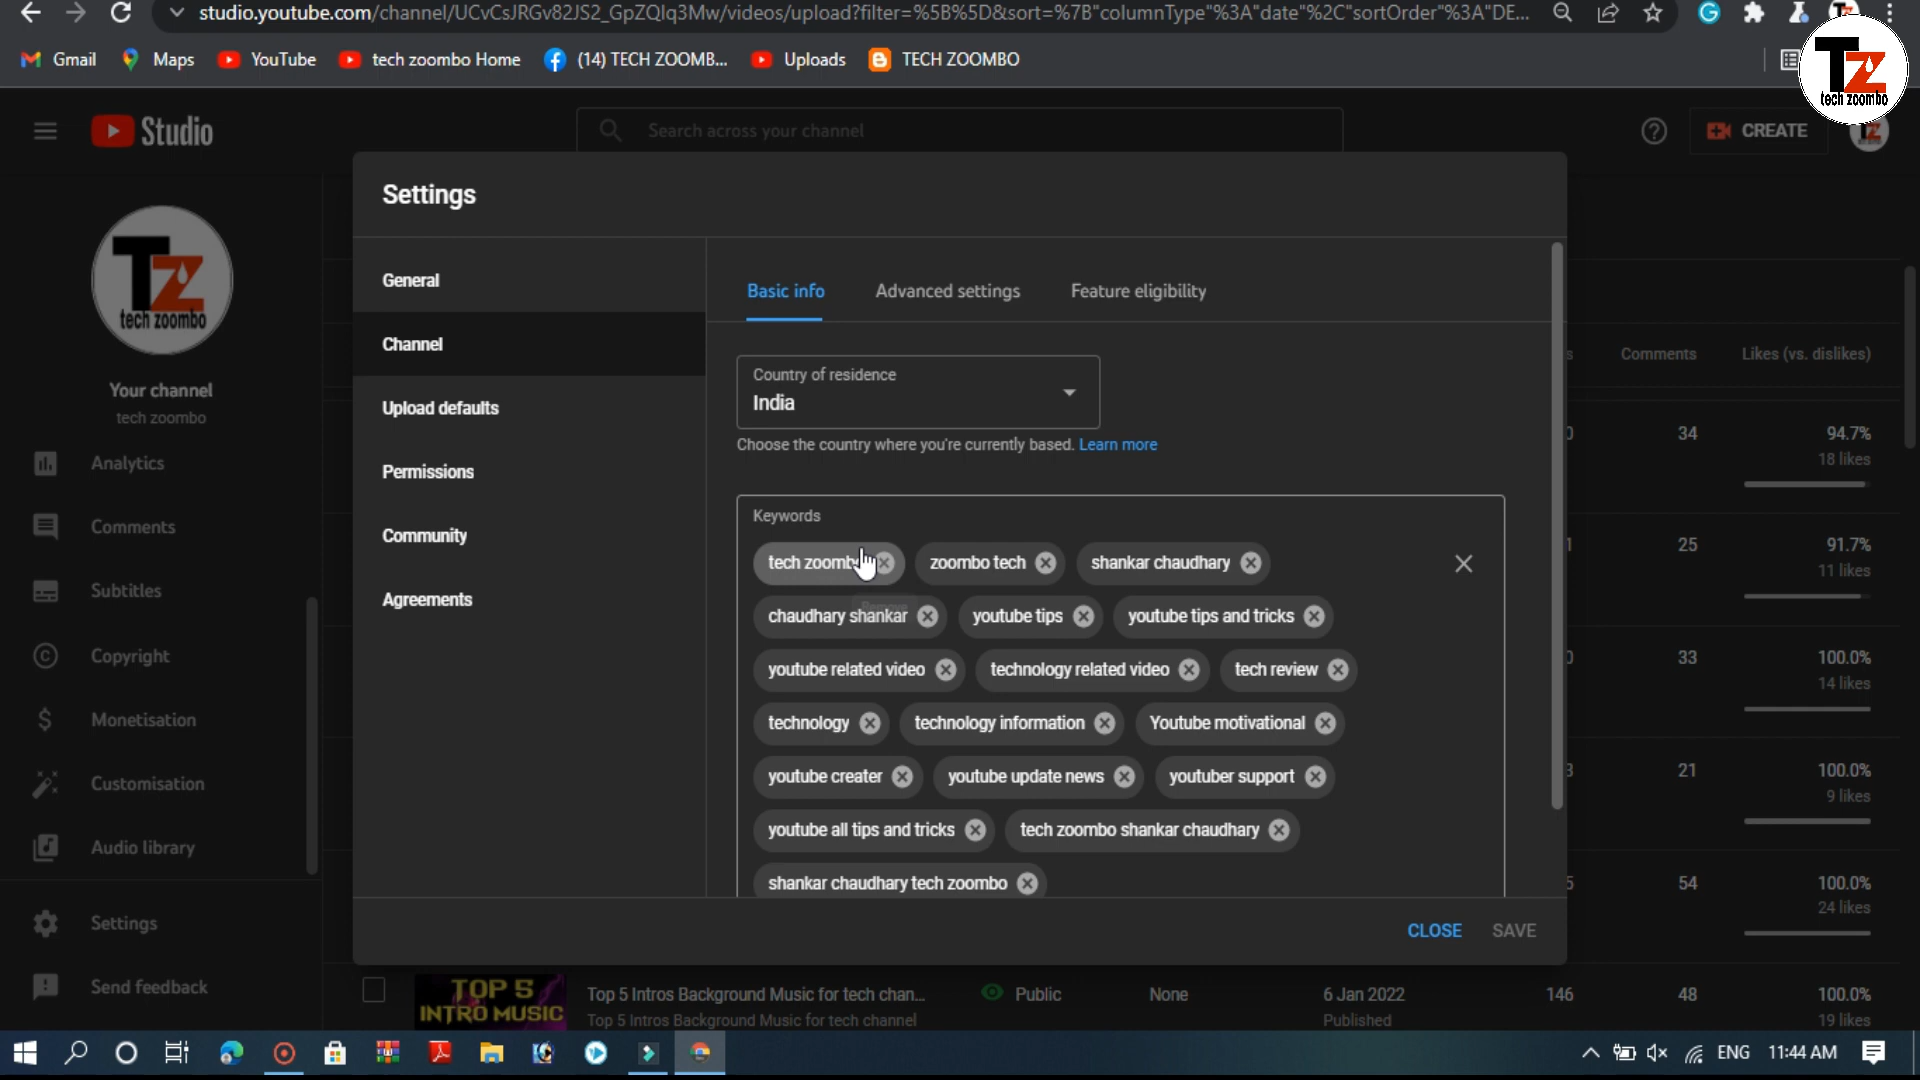 studio.youtube.com/channel/UCvCsJRGv82JS2_GpZQlq3Mw/videos/upload?filter=%5B%5D&sort=%7B"columnType"%3A"date"%2C"sortOrder"%3A"DE...
Gmail Maps YouTube tech zoombo Home (14) TECH ZOOMB... Uploads TECH ZOOMBO
TZ
tech zoombo
Studio
Search across your channel
CREATE
Settings
TZ
tech zoombo
Your channel
tech zoombo
Analytics
Comments
Subtitles
Copyright
Monetisation
Customisation
Audio library
Settings
Send feedback
General
Channel
Upload defaults
Permissions
Community
Agreements
Basic info Advanced settings Feature eligibility
Country of residence
India
Choose the country where you're currently based. Learn more
Keywords
tech zoombo zoombo tech shankar chaudhary
chaudhary shankar youtube tips youtube tips and tricks
youtube related video technology related video tech review
technology technology information Youtube motivational
youtube creater youtube update news youtuber support
youtube all tips and tricks tech zoombo shankar chaudhary
shankar chaudhary tech zoombo
CLOSE SAVE
Comments Likes (vs. dislikes)
34 94.7%
18 likes
25 91.7%
11 likes
33 100.0%
14 likes
21 100.0%
9 likes
54 100.0%
24 likes
TOP 5
INTRO MUSIC
Top 5 Intros Background Music for tech chan... Public None 6 Jan 2022 146 48 100.0%
Top 5 Intros Background Music for tech channel Published 19 likes
ENG 11:44 AM